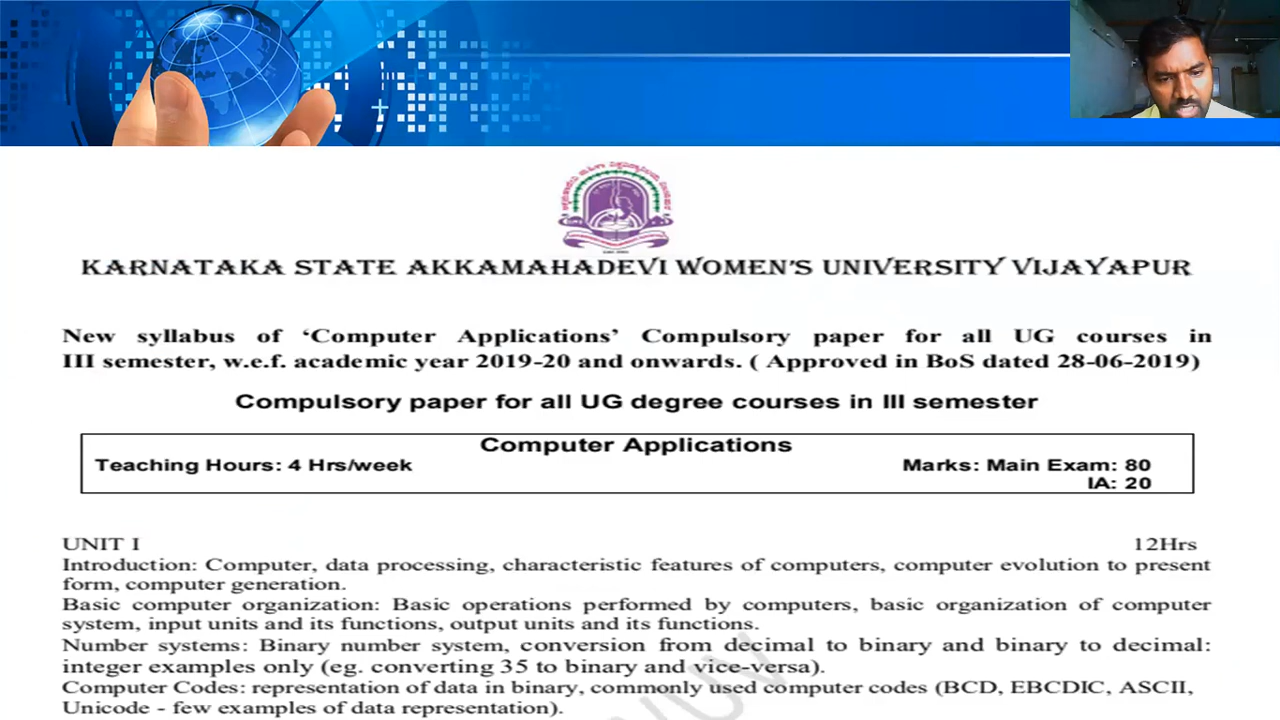 KARNATAKA STATE AKKAMAHADEVI WOMEN'S UNIVERSITY VIJAYAPUR
New syllabus of ‘Computer Applications’ Compulsory paper for all UG courses in
III semester, w.e.f. academic year 2019-20 and onwards. ( Approved in BoS dated 28-06-2019)
Compulsory paper for all UG degree courses in III semester
Computer Applications
Teaching Hours: 4 Hrs/week Marks: Main Exam: 80
IA: 20
UNIT I 12Hrs
Introduction: Computer, data processing, characteristic features of computers, computer evolution to present
form, computer generation.
Basic computer organization: Basic operations performed by computers, basic organization of computer
system, input units and its functions, output units and its functions.
Number systems: Binary number system, conversion from decimal to binary and binary to decimal:
integer examples only (eg. converting 35 to binary and vice-versa).
Computer Codes: representation of data in binary, commonly used computer codes (BCD, EBCDIC, ASCII,
Unicode - few examples of data representation).